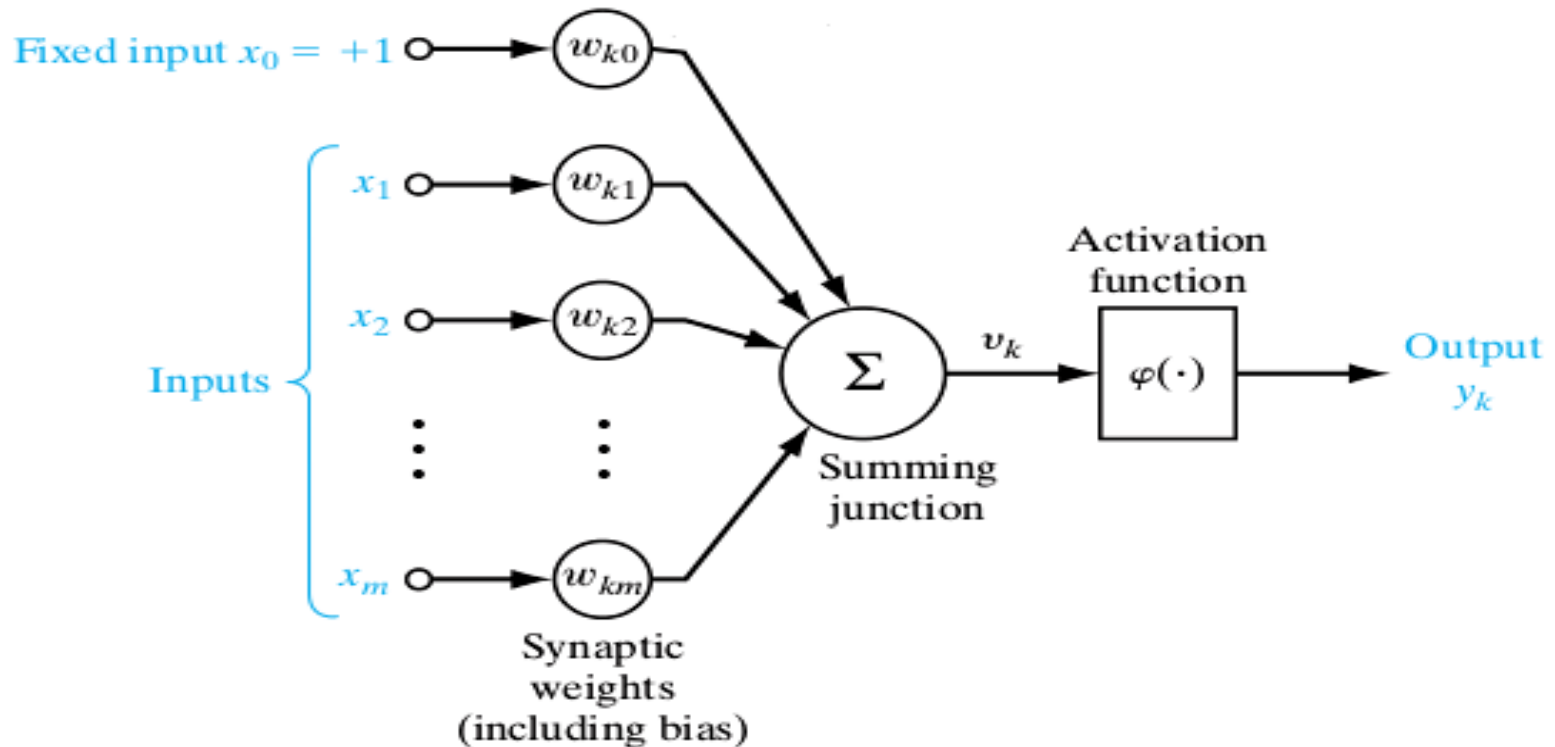 Fixed input x₀ = +1
wₖ₀
x₁
wₖ₁
x₂
wₖ₂
Inputs
xₘ
wₖₘ
Synaptic
weights
(including bias)
Σ
Summing
junction
vₖ
Activation
function
φ(·)
Output
yₖ